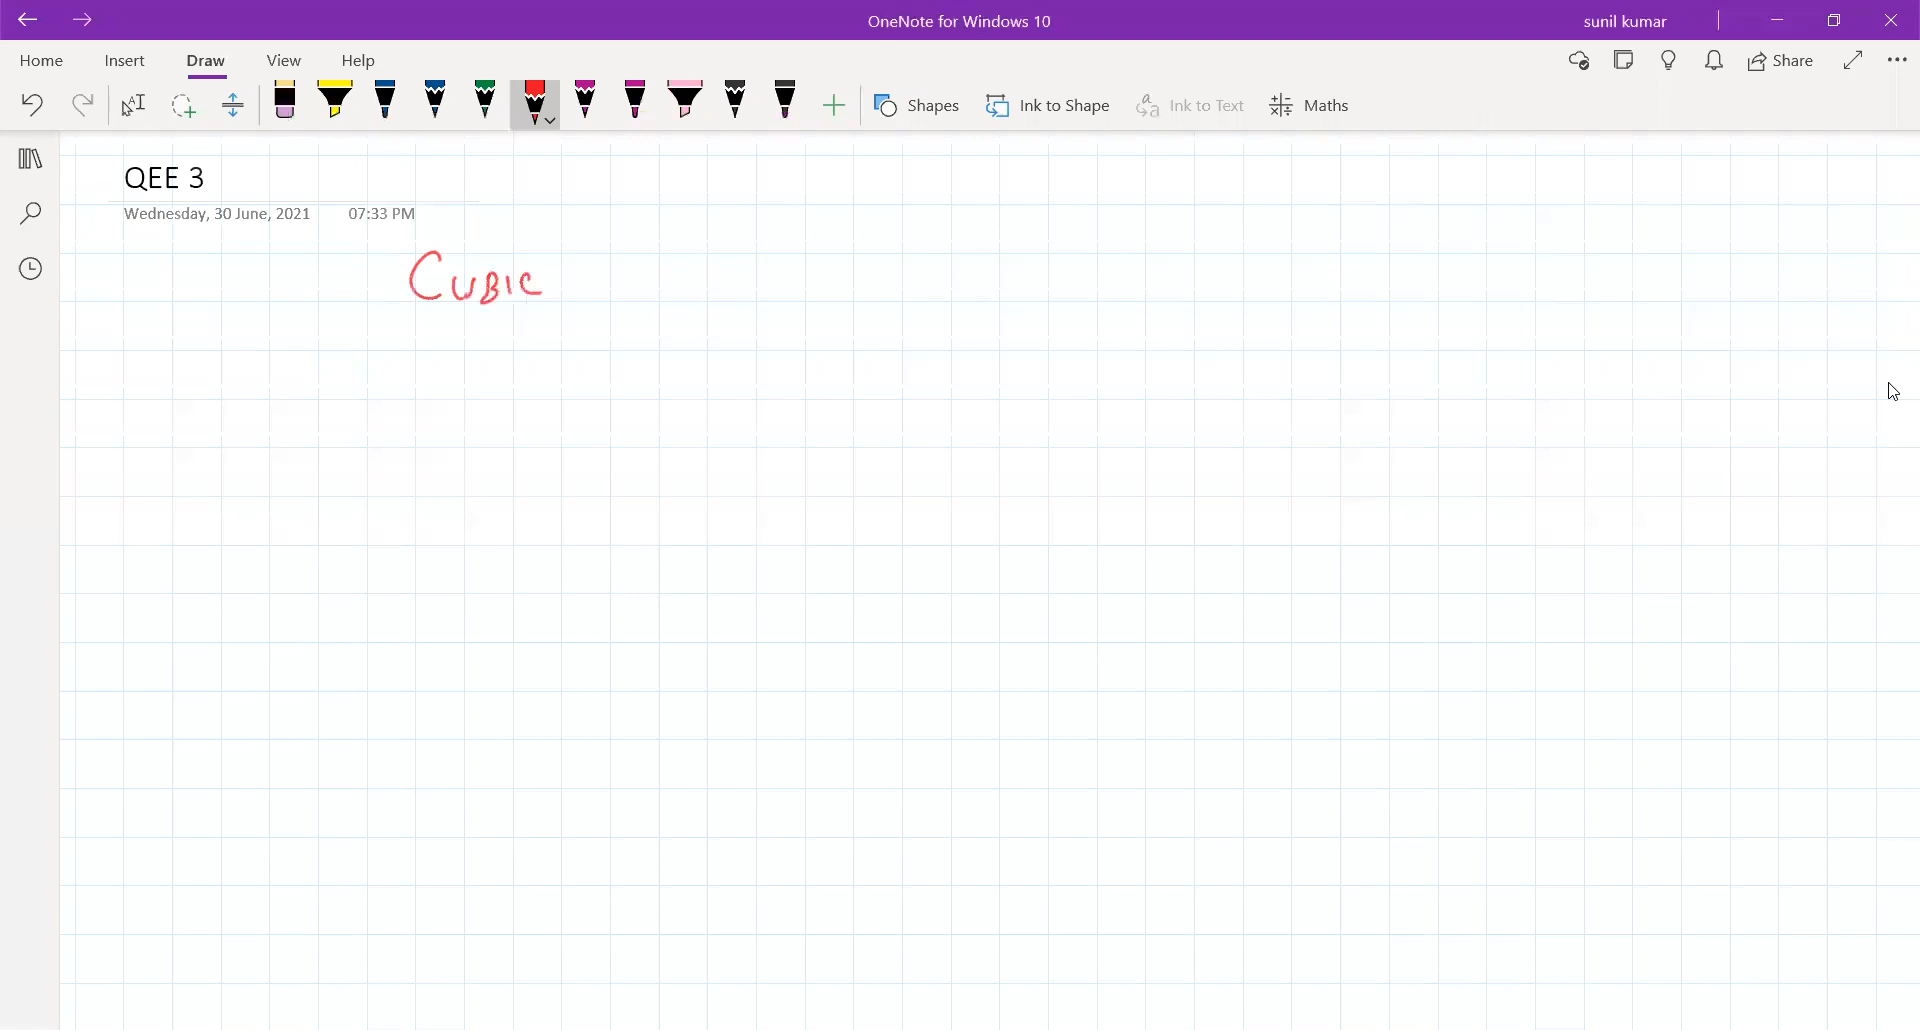 OneNote for Windows 10
sunil kumar
Home Insert Draw View Help
Share
Shapes Ink to Shape Ink to Text Maths
QEE 3
Wednesday, 30 June, 2021 07:33 PM
CUBIC